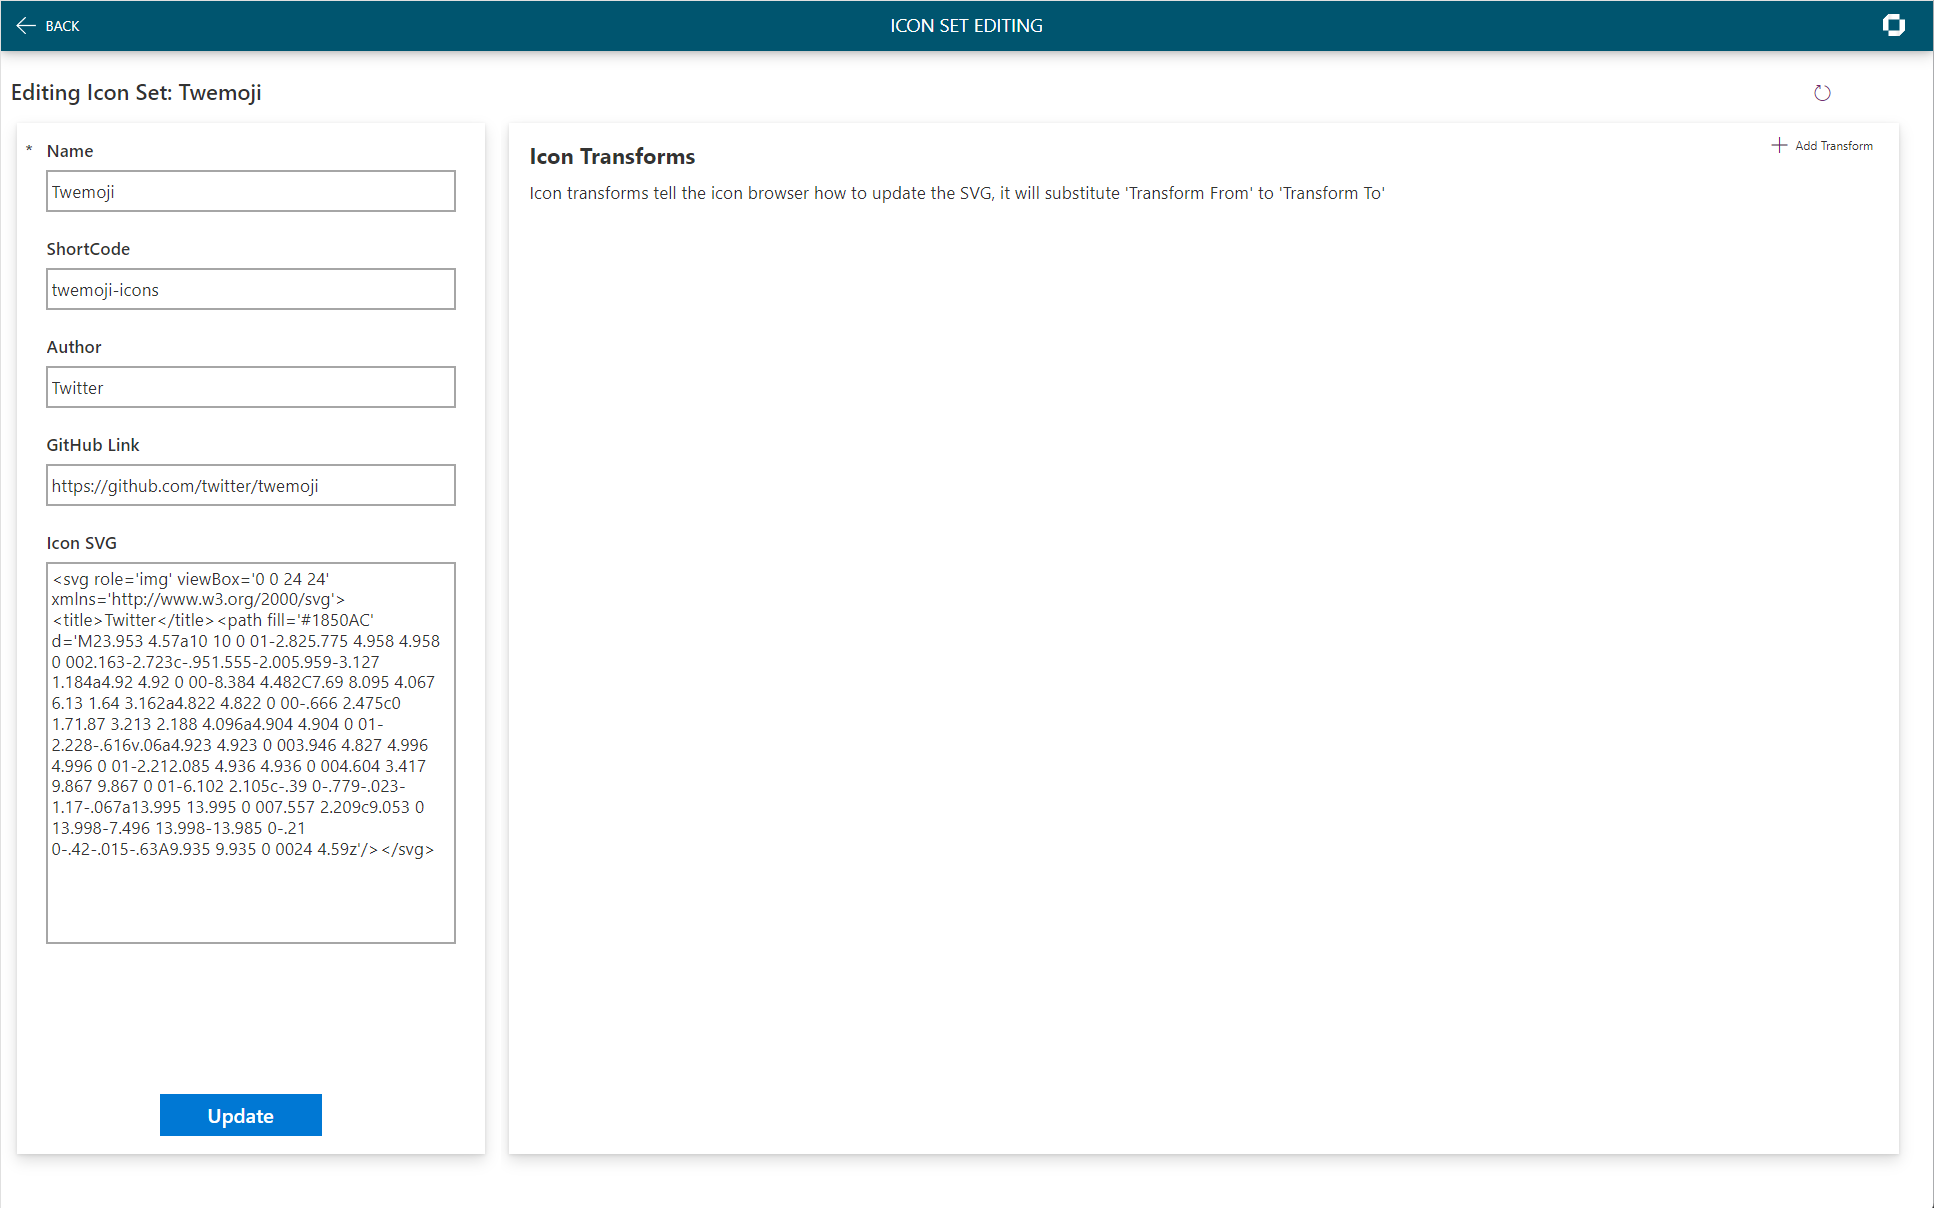 BACK
ICON SET EDITING
Editing Icon Set: Twemoji
* Name
Twemoji
ShortCode
twemoji-icons
Author
Twitter
GitHub Link
https://github.com/twitter/twemoji
Icon SVG
<svg role='img' viewBox='0 0 24 24'
xmlns='http://www.w3.org/2000/svg'>
<title>Twitter</title><path fill='#1850AC'
d='M23.953 4.57a10 10 0 01-2.825.775 4.958 4.958
0 002.163-2.723c-.951.555-2.005.959-3.127
1.184a4.92 4.92 0 00-8.384 4.482C7.69 8.095 4.067
6.13 1.64 3.162a4.822 4.822 0 00-.666 2.475c0
1.71.87 3.213 2.188 4.096a4.904 4.904 0 01-
2.228-.616v.06a4.923 4.923 0 003.946 4.827 4.996
4.996 0 01-2.212.085 4.936 4.936 0 004.604 3.417
9.867 9.867 0 01-6.102 2.105c-.39 0-.779-.023-
1.17-.067a13.995 13.995 0 007.557 2.209c9.053 0
13.998-7.496 13.998-13.985 0-.21
0-.42-.015-.63A9.935 9.935 0 0024 4.59z'/></svg>
Update
Icon Transforms
Add Transform
Icon transforms tell the icon browser how to update the SVG, it will substitute 'Transform From' to 'Transform To'